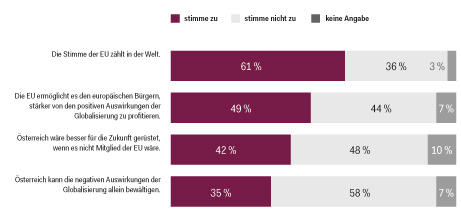 stimme zu stimme nicht zu keine Angabe
Die Stimme der EU zählt in der Welt.
61 % 36 % 3 %
Die EU ermöglicht es den europäischen Bürgern,
stärker von den positiven Auswirkungen der
Globalisierung zu profitieren.
49 % 44 % 7 %
Österreich wäre besser für die Zukunft gerüstet,
wenn es nicht Mitglied der EU wäre.
42 % 48 % 10 %
Österreich kann die negativen Auswirkungen der
Globalisierung allein bewältigen.
35 % 58 % 7 %